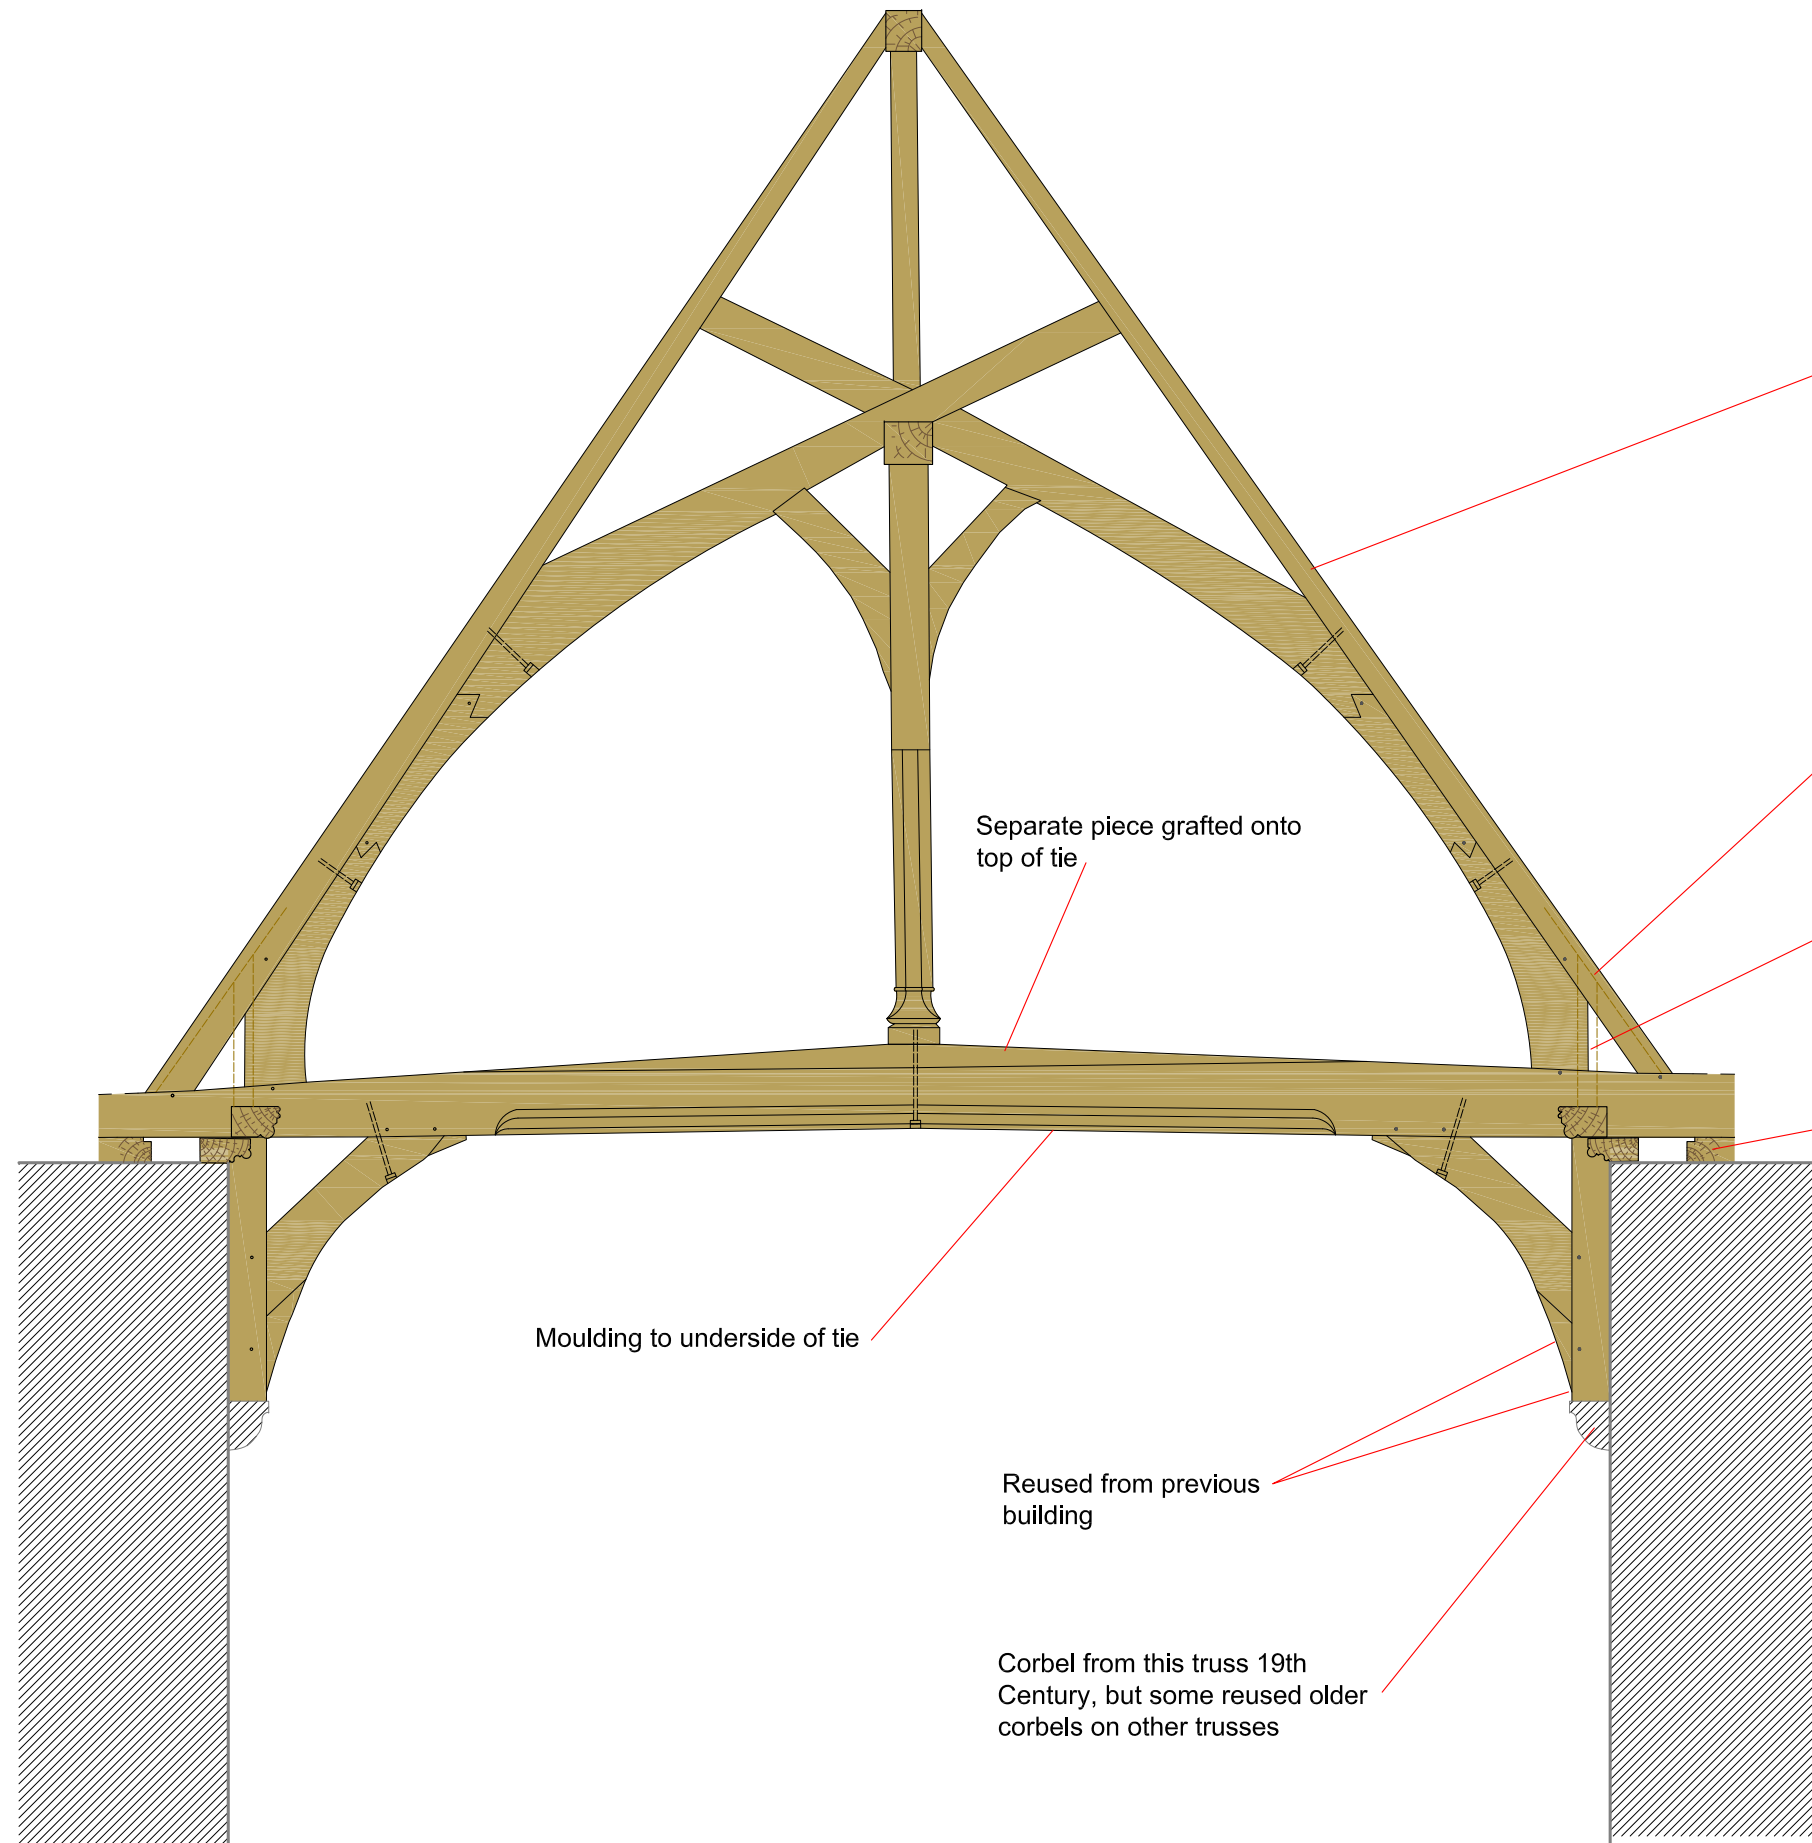 Separate piece grafted onto
top of tie
Moulding to underside of tie
Reused from previous
building
Corbel from this truss 19th
Century, but some reused older
corbels on other trusses